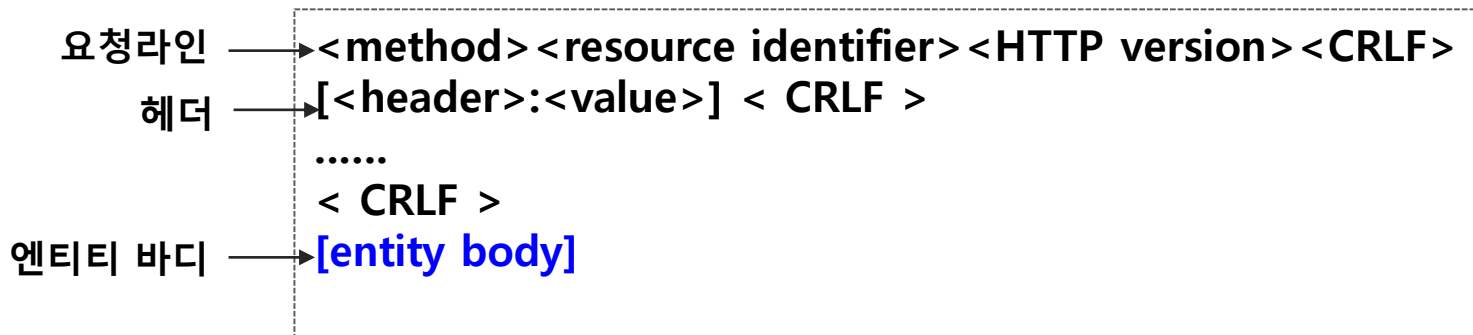 요청라인 <method><resource identifier><HTTP version><CRLF>
헤더 [<header>:<value>] < CRLF >
......
< CRLF >
엔티티 바디 [entity body]